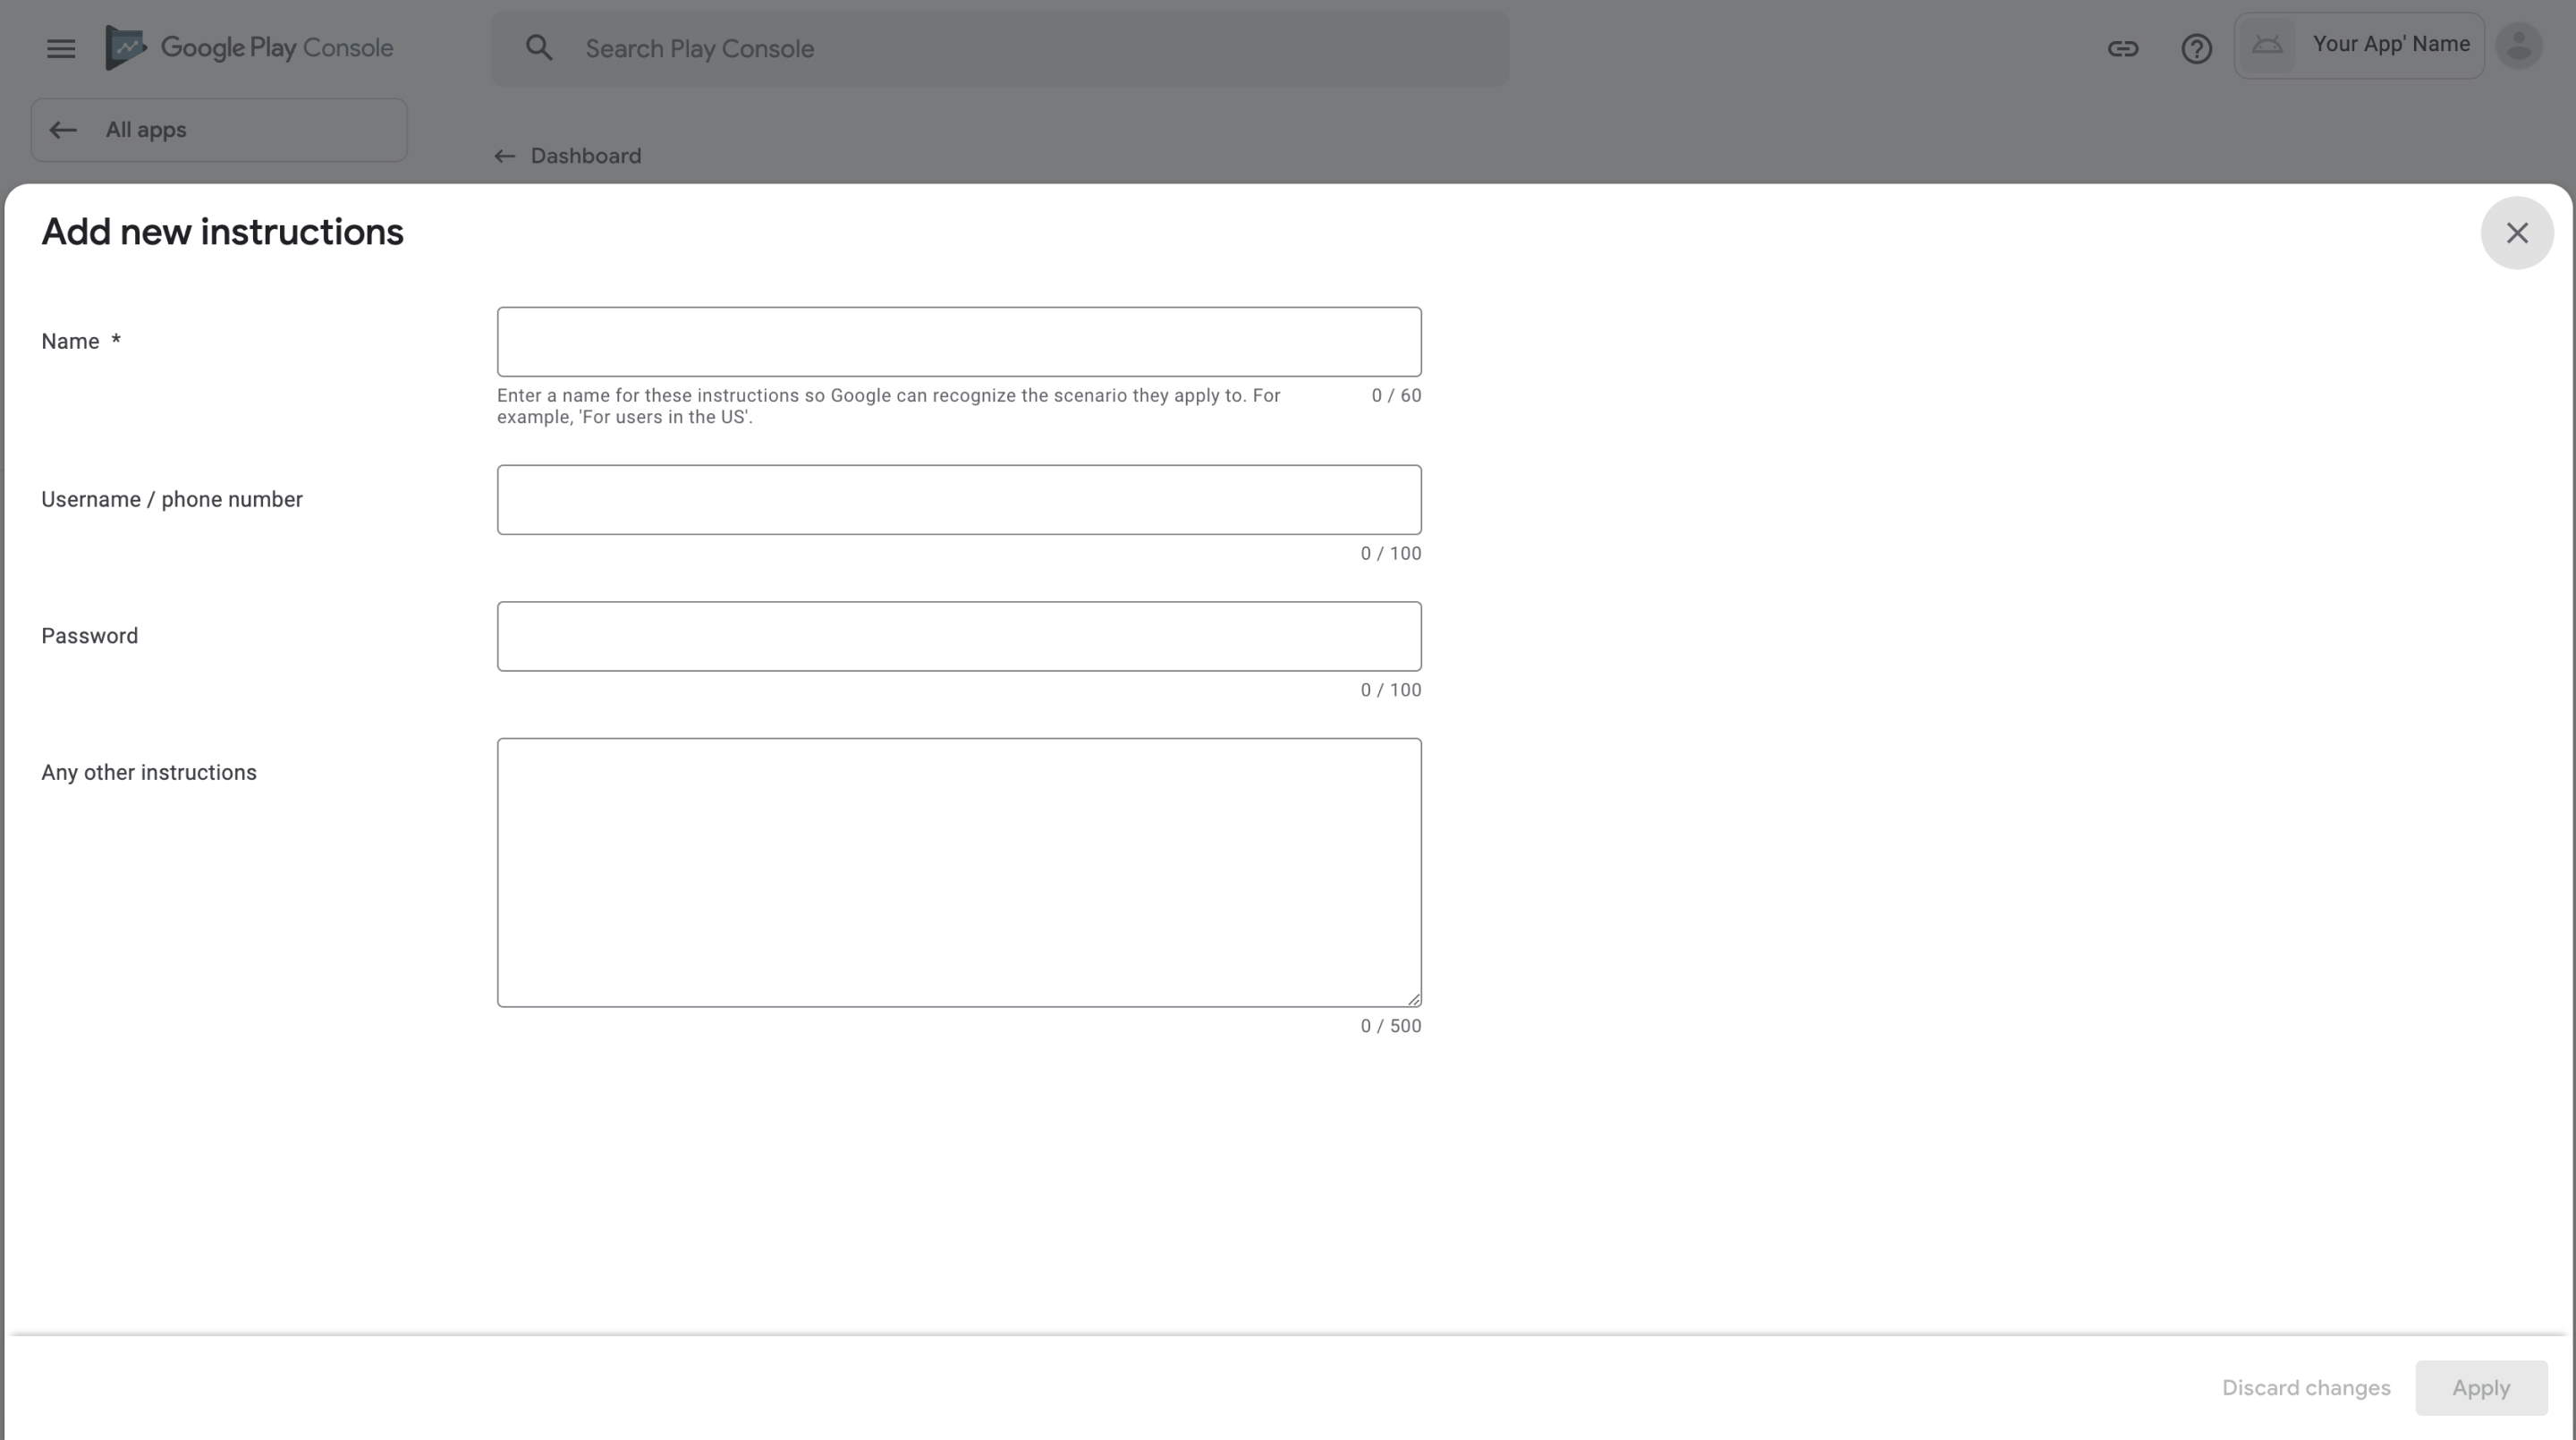 Google Play Console
Search Play Console
Your App' Name
All apps
Dashboard
Add new instructions
Name *
Enter a name for these instructions so Google can recognize the scenario they apply to. For
example, 'For users in the US'.
0 / 60
Username / phone number
0 / 100
Password
0 / 100
Any other instructions
0 / 500
Discard changes
Apply